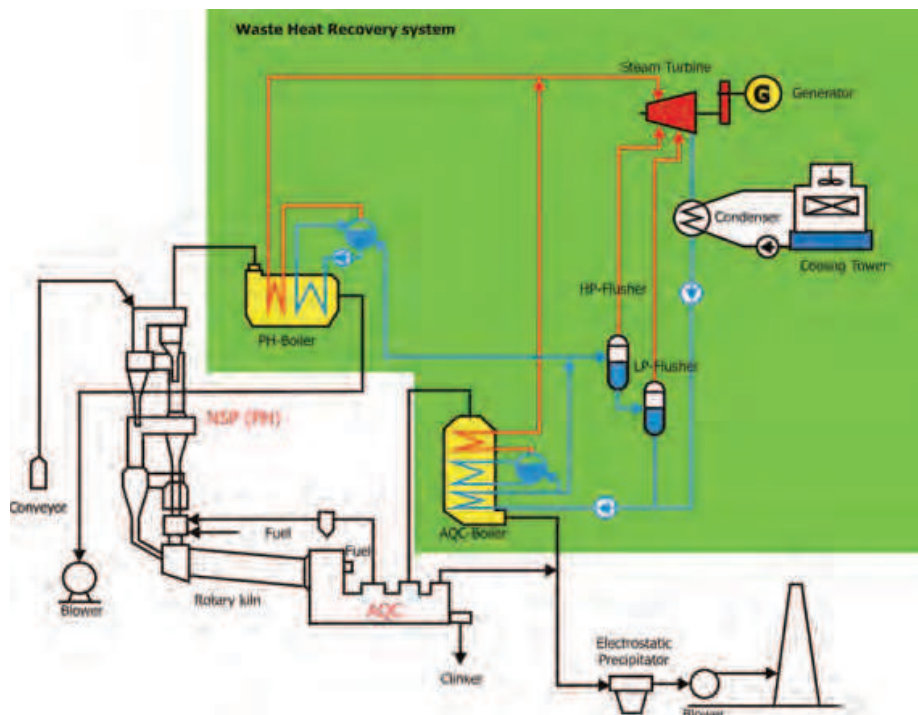 Waste Heat Recovery system
Steam Turbine
G
Generator
Condenser
Cooling Tower
HP-Flusher
PH-Boiler
LP-Flusher
NSP (PH)
Conveyor
AQC-Boiler
Fuel
Fuel
Blower
Rotary kiln
AQC
Electrostatic
Precipitator
Clinker
Blower